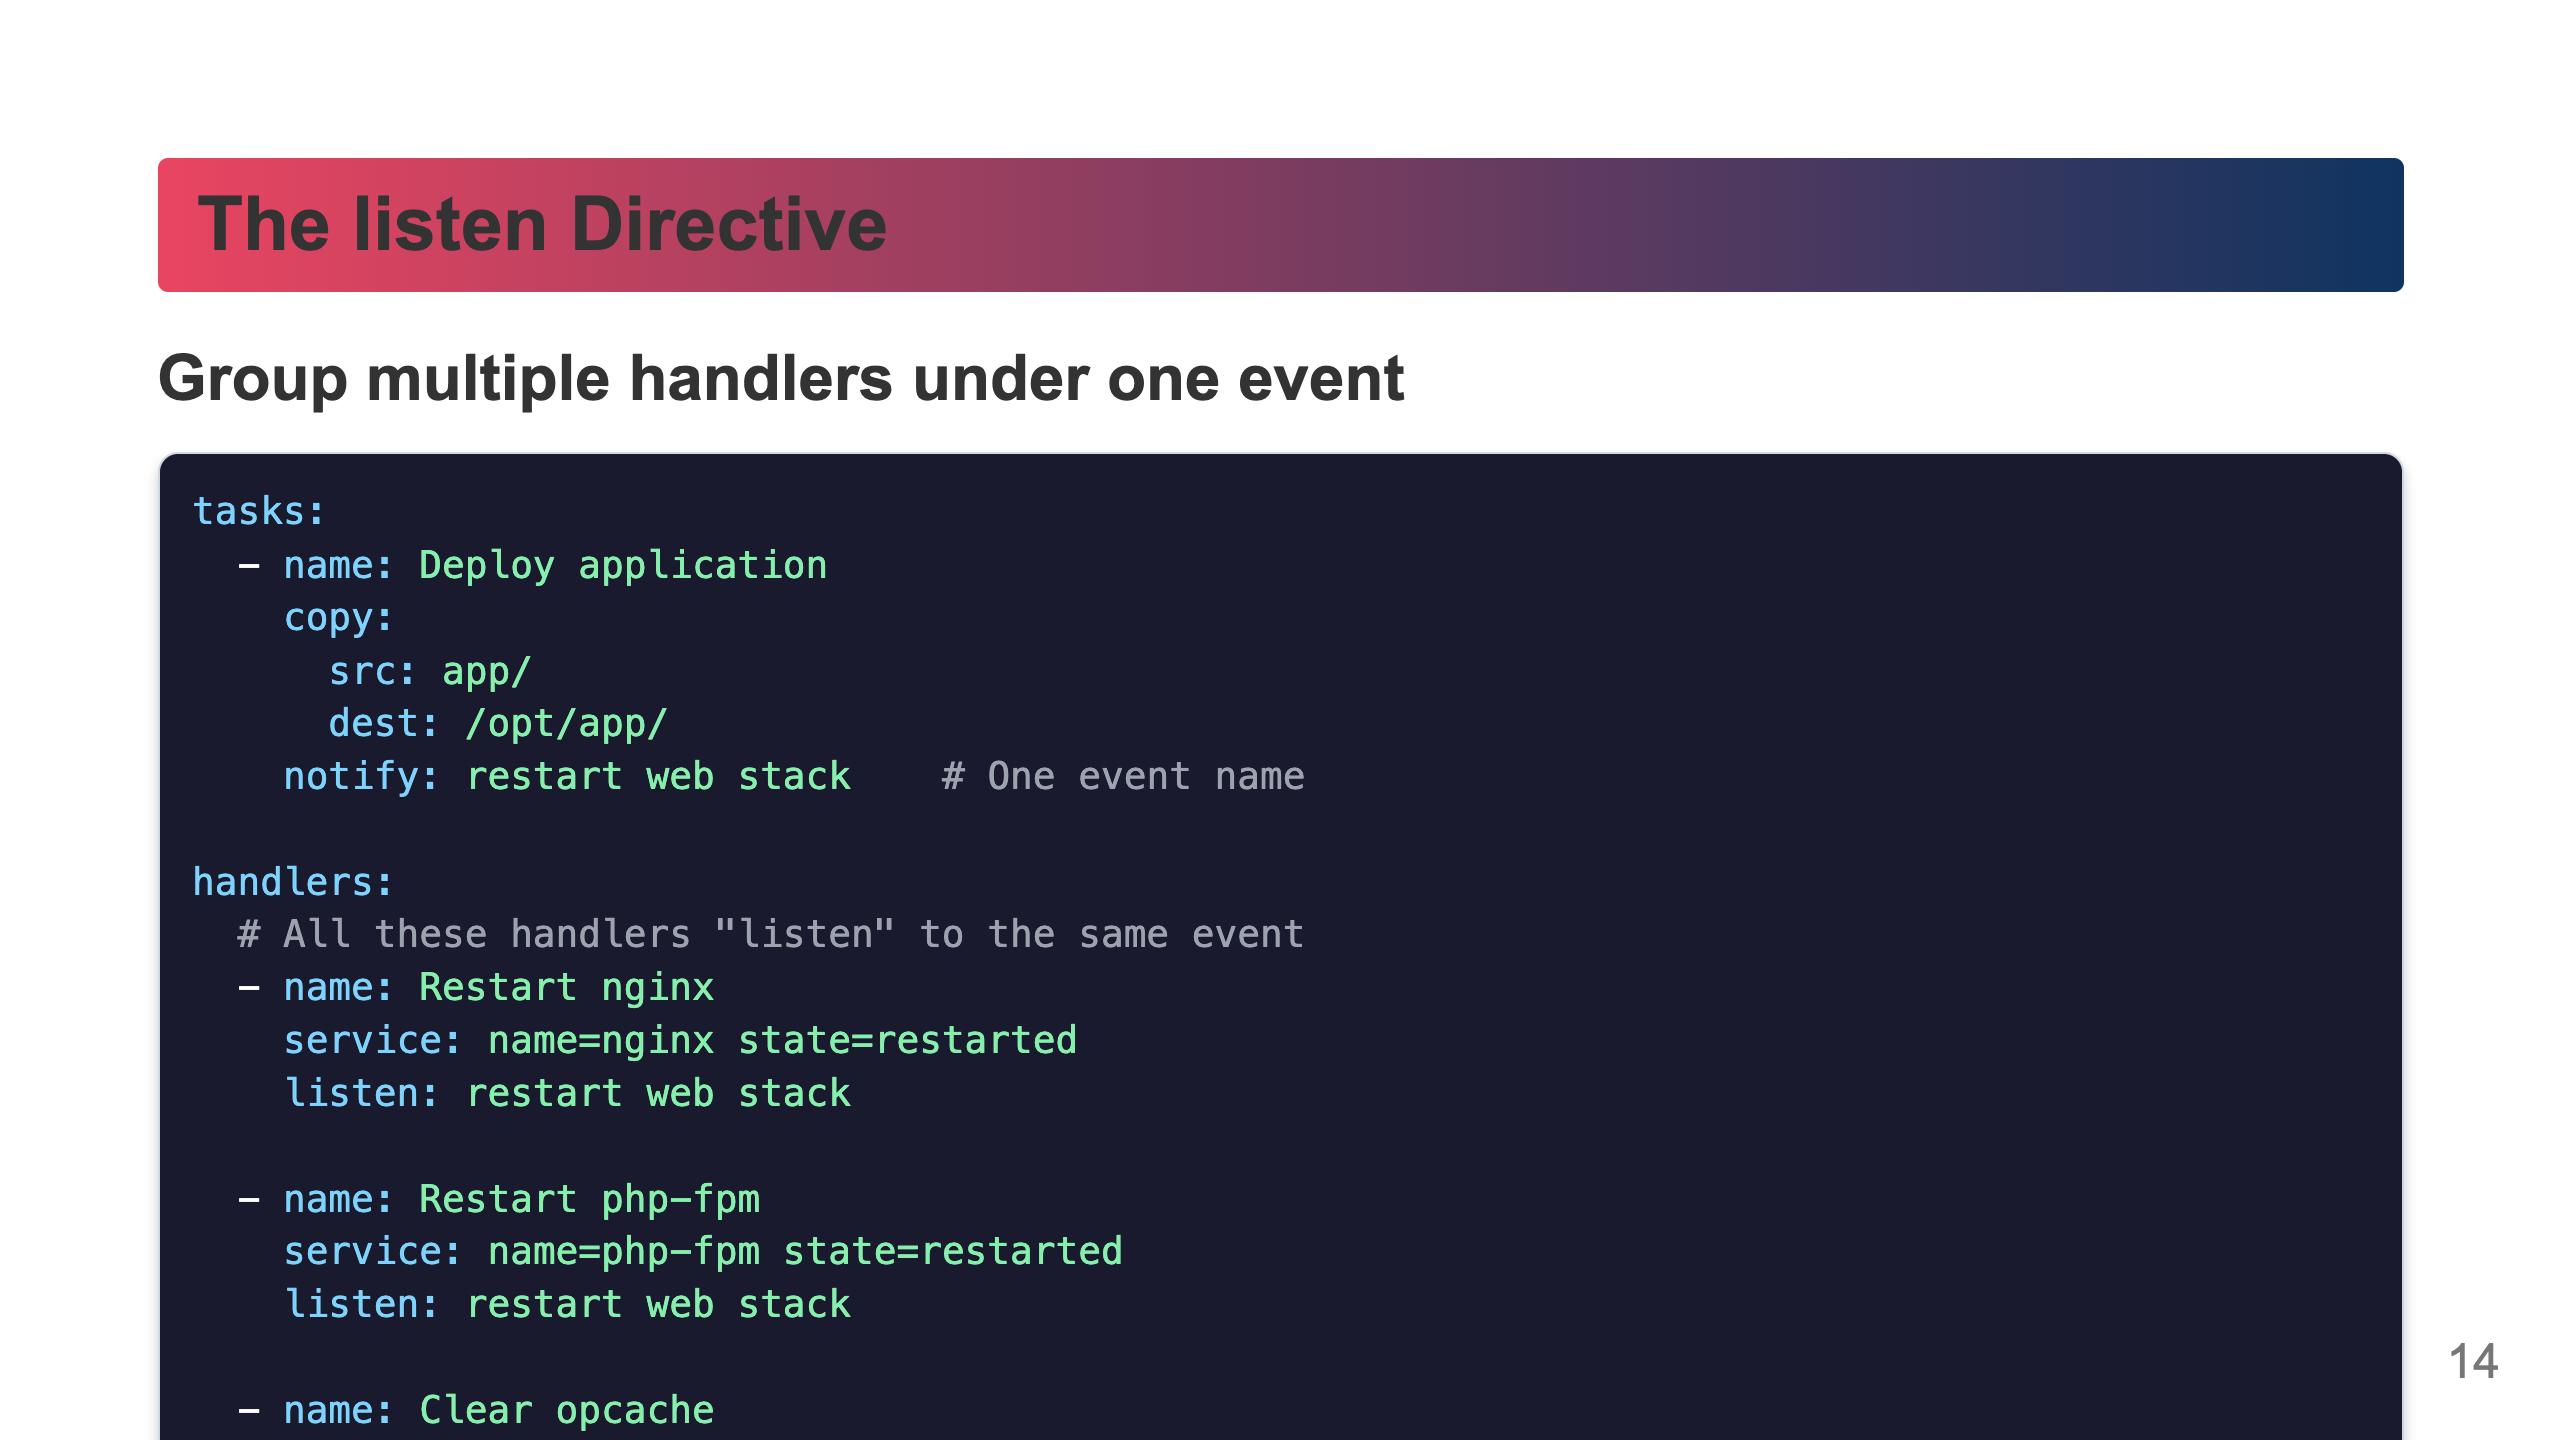 The listen Directive
Group multiple handlers under one event
tasks:
  - name: Deploy application
    copy:
      src: app/
      dest: /opt/app/
    notify: restart web stack    # One event name

handlers:
  # All these handlers "listen" to the same event
  - name: Restart nginx
    service: name=nginx state=restarted
    listen: restart web stack

  - name: Restart php-fpm
    service: name=php-fpm state=restarted
    listen: restart web stack

  - name: Clear opcache
14